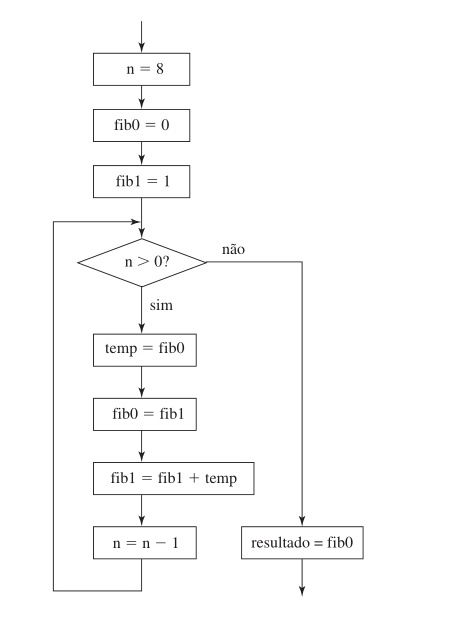 n = 8
fib0 = 0
fib1 = 1
n > 0?
não
sim
temp = fib0
fib0 = fib1
fib1 = fib1 + temp
n = n − 1
resultado = fib0